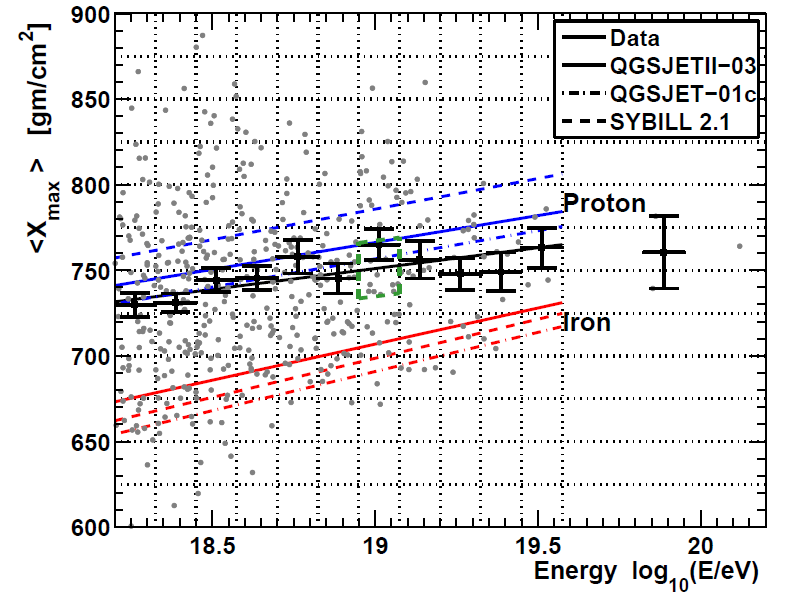 900
850
800
750
700
650
600
<Xmax> [gm/cm2]
Data
QGSJETII-03
QGSJET-01c
SYBILL 2.1
Proton
Iron
18.5 19 19.5 20
Energy log10(E/eV)